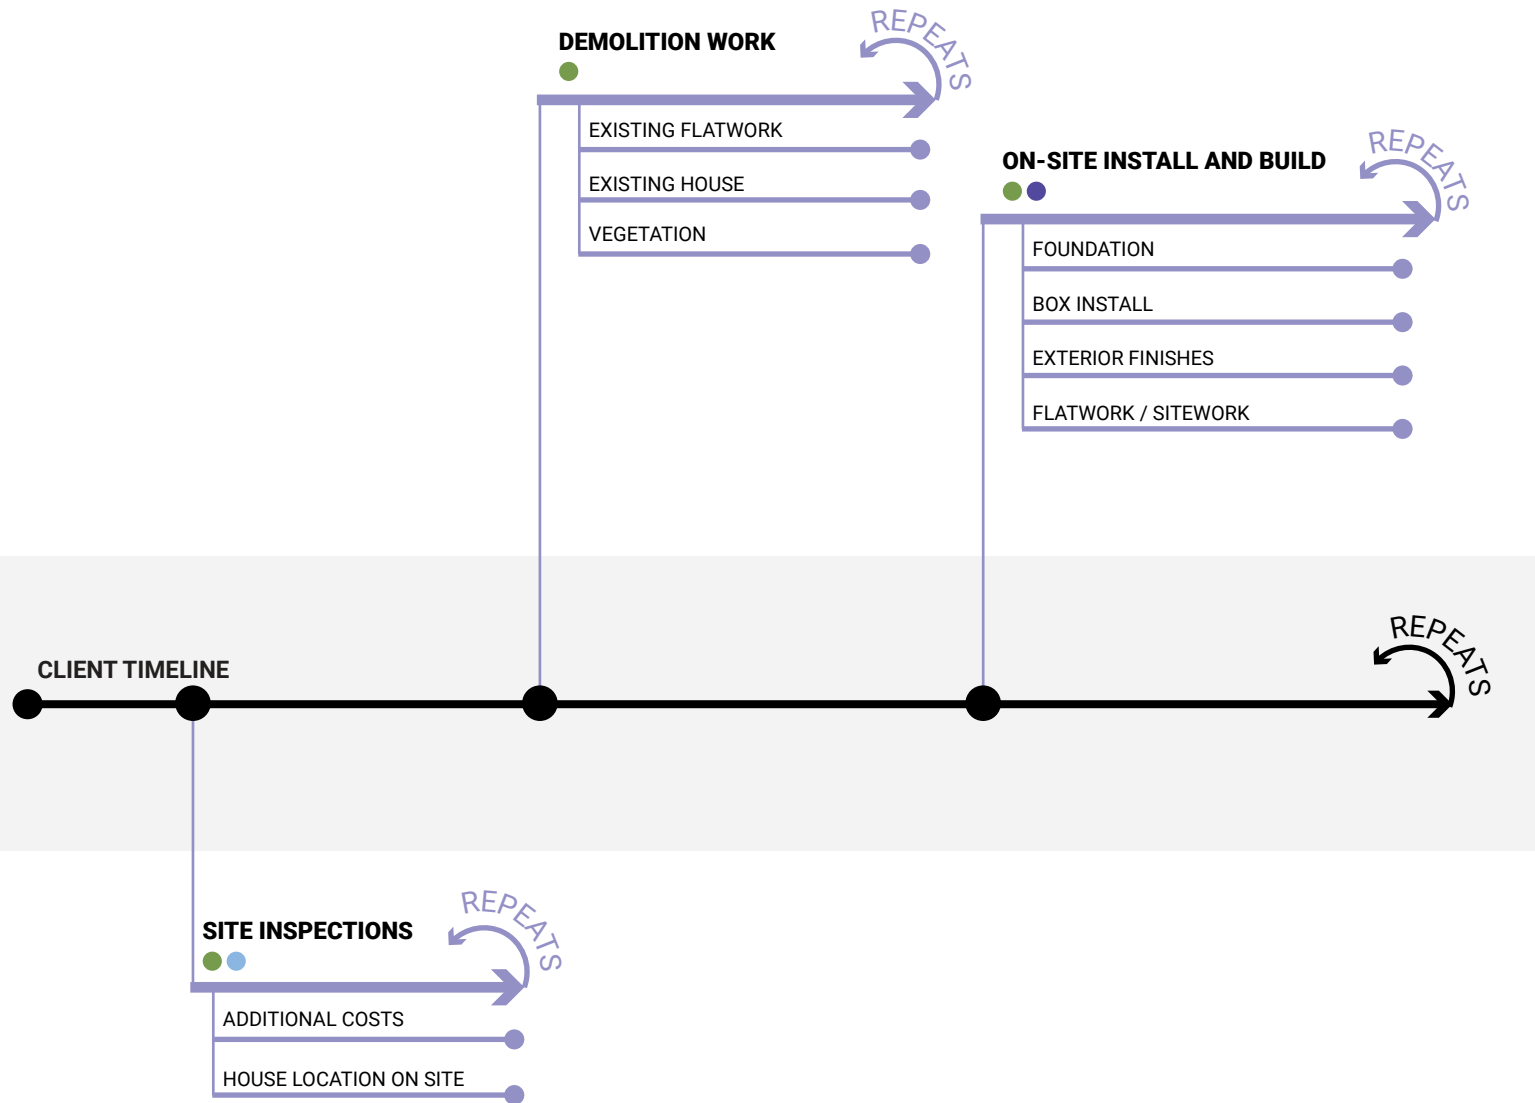 DEMOLITION WORK
REPEATS
EXISTING FLATWORK
EXISTING HOUSE
VEGETATION
ON-SITE INSTALL AND BUILD
REPEATS
FOUNDATION
BOX INSTALL
EXTERIOR FINISHES
FLATWORK / SITEWORK
CLIENT TIMELINE
REPEATS
SITE INSPECTIONS
REPEATS
ADDITIONAL COSTS
HOUSE LOCATION ON SITE